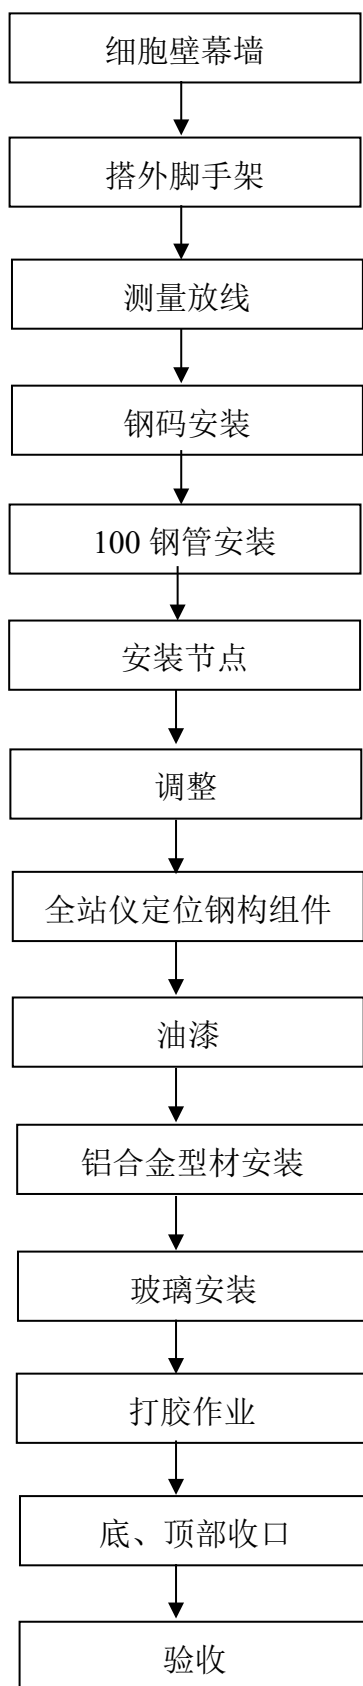 细胞壁幕墙
搭外脚手架
测量放线
钢码安装
100 钢管安装
安装节点
调整
全站仪定位钢构组件
油漆
铝合金型材安装
玻璃安装
打胶作业
底、顶部收口
验收